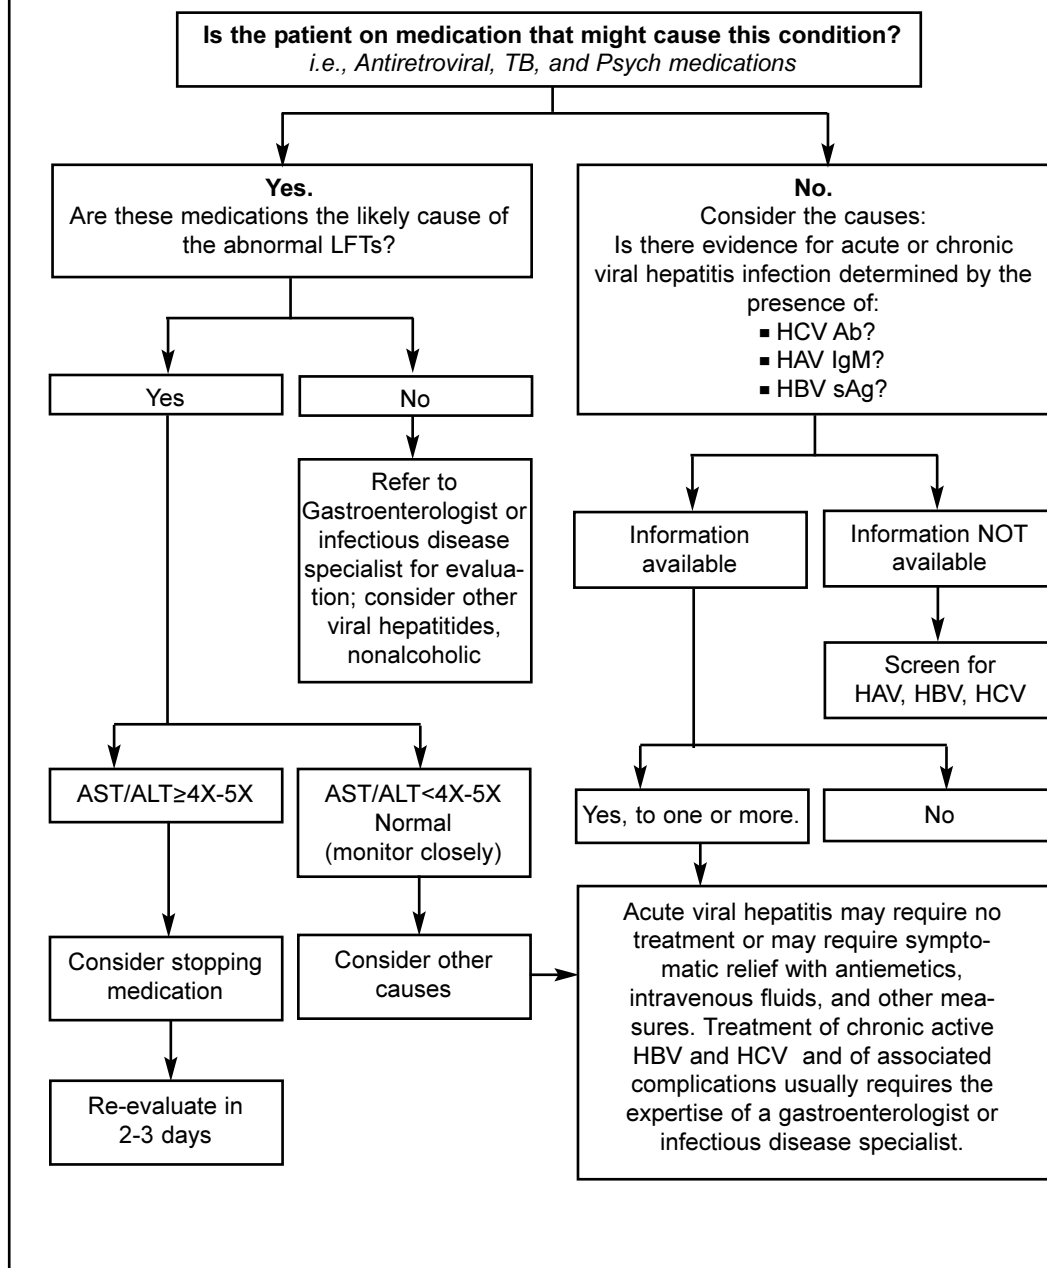 Is the patient on medication that might cause this condition?
i.e., Antiretroviral, TB, and Psych medications
Yes.
Are these medications the likely cause of
the abnormal LFTs?
No.
Consider the causes:
Is there evidence for acute or chronic
viral hepatitis infection determined by the
presence of:
▪ HCV Ab?
▪ HAV IgM?
▪ HBV sAg?
Yes
No
Refer to
Gastroenterologist or
infectious disease
specialist for evalua-
tion; consider other
viral hepatitides,
nonalcoholic
Information
available
Information NOT
available
Screen for
HAV, HBV, HCV
AST/ALT≥4X-5X
AST/ALT<4X-5X
Normal
(monitor closely)
Yes, to one or more.
No
Consider stopping
medication
Consider other
causes
Acute viral hepatitis may require no
treatment or may require sympto-
matic relief with antiemetics,
intravenous fluids, and other mea-
sures. Treatment of chronic active
HBV and HCV and of associated
complications usually requires the
expertise of a gastroenterologist or
infectious disease specialist.
Re-evaluate in
2-3 days